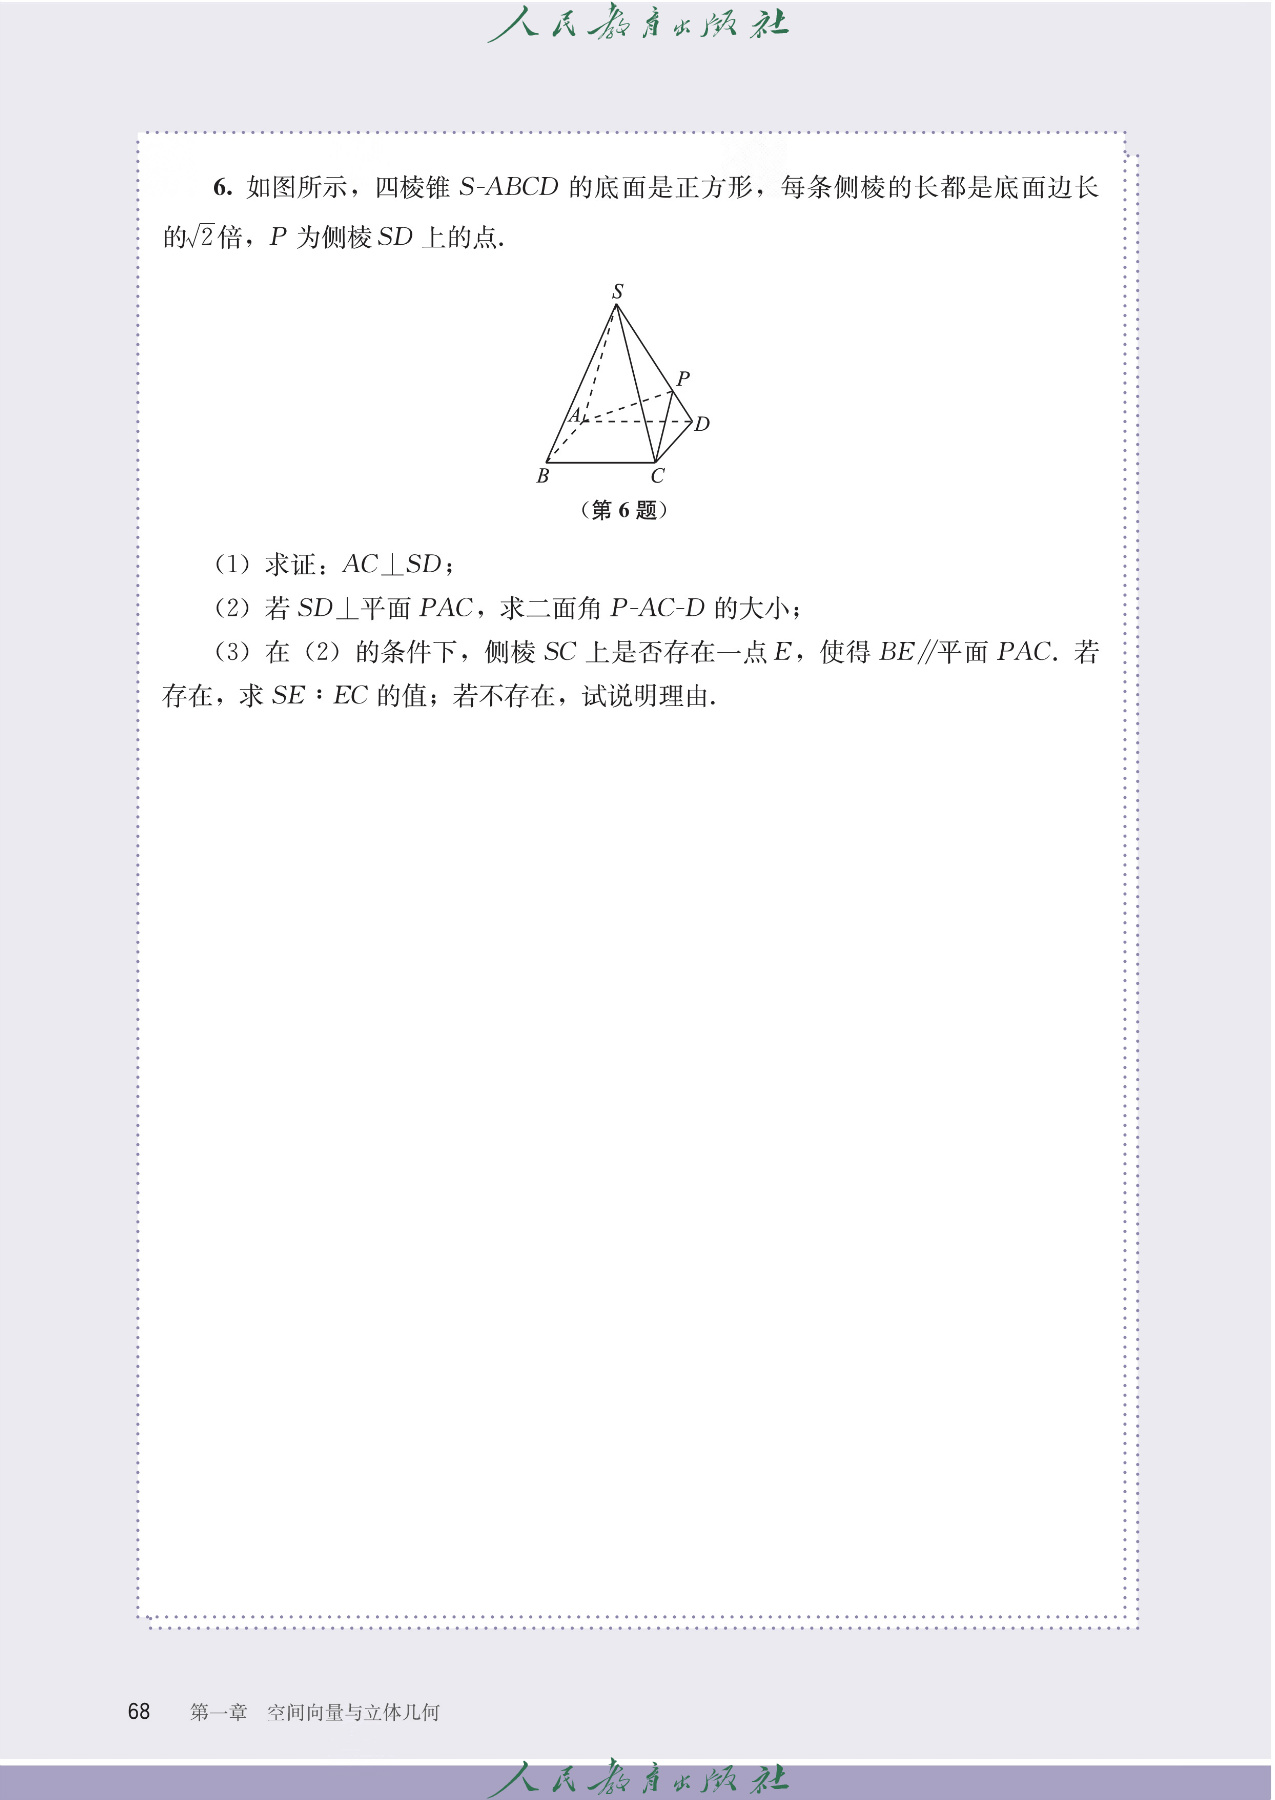 人民教育出版社
6. 如图所示，四棱锥 S-ABCD 的底面是正方形，每条侧棱的长都是底面边长
的√2倍，P 为侧棱 SD 上的点.
S
P
A
D
B
C
（第 6 题）
（1）求证：AC⊥SD；
（2）若 SD⊥平面 PAC，求二面角 P-AC-D 的大小；
（3）在（2）的条件下，侧棱 SC 上是否存在一点 E，使得 BE∥平面 PAC. 若
存在，求 SE∶EC 的值；若不存在，试说明理由.
68 第一章 空间向量与立体几何
人民教育出版社